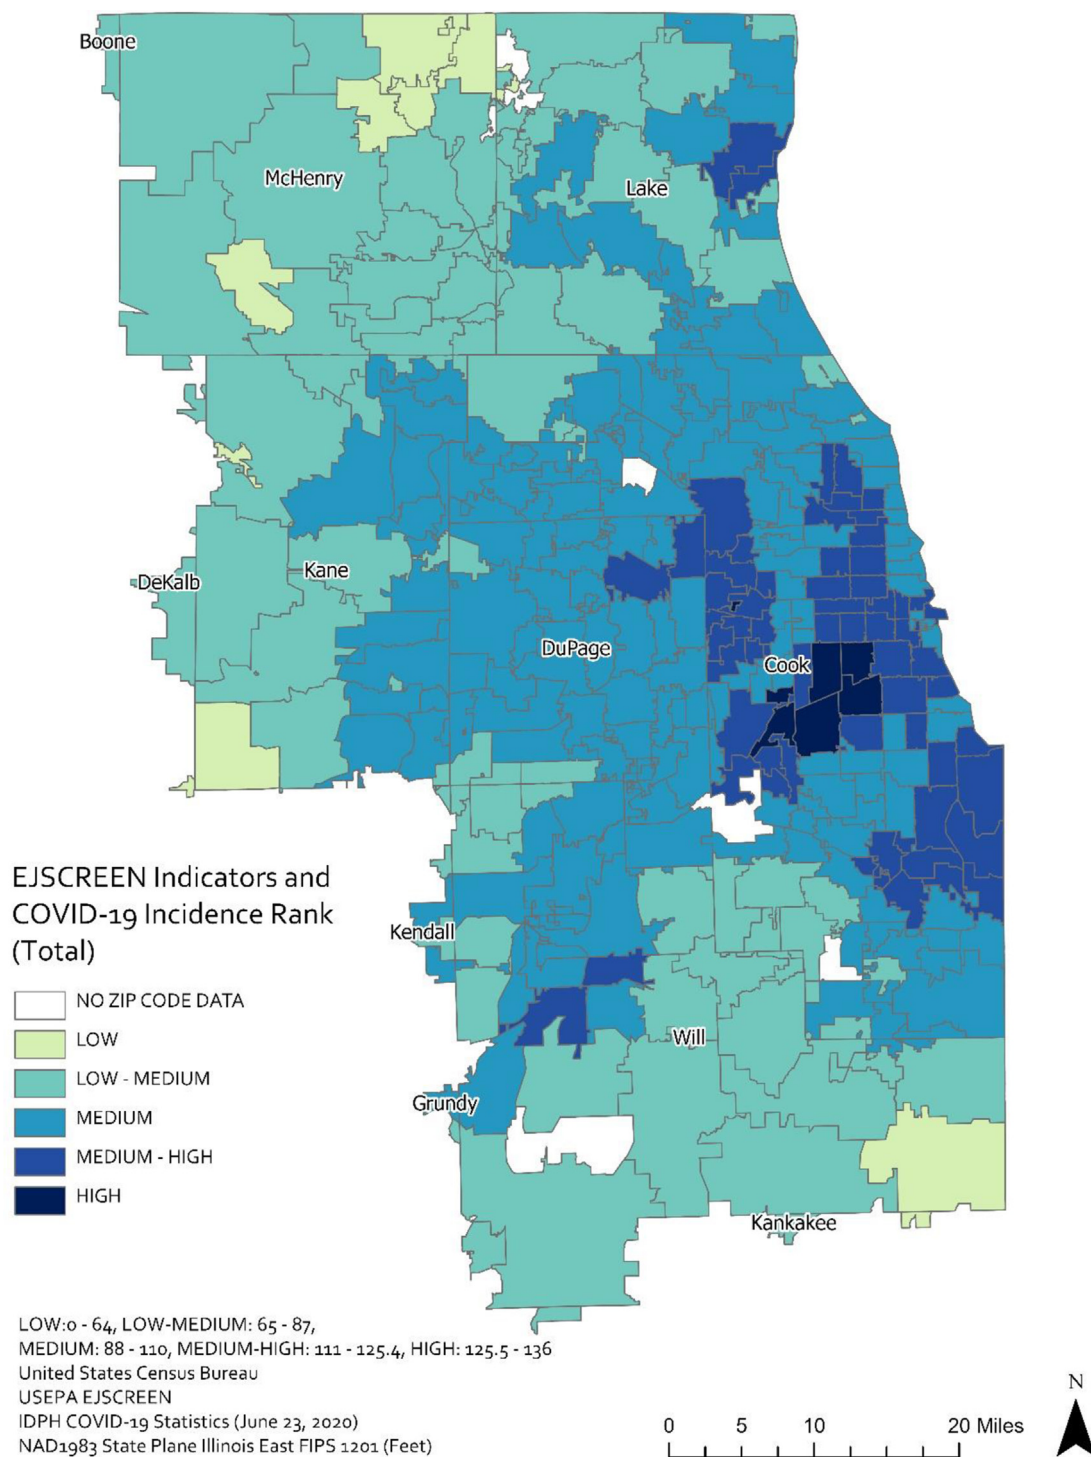 Boone
McHenry
Lake
DeKalb
Kane
DuPage
Cook
EJSCREEN Indicators and
COVID-19 Incidence Rank
(Total)
Kendall
NO ZIP CODE DATA
LOW
Will
LOW - MEDIUM
Grundy
MEDIUM
MEDIUM - HIGH
HIGH
Kankakee
LOW:0 - 64, LOW-MEDIUM: 65 - 87,
MEDIUM: 88 - 110, MEDIUM-HIGH: 111 - 125.4, HIGH: 125.5 - 136
United States Census Bureau
USEPA EJSCREEN
IDPH COVID-19 Statistics (June 23, 2020)
NAD1983 State Plane Illinois East FIPS 1201 (Feet)
0 5 10 20 Miles
N